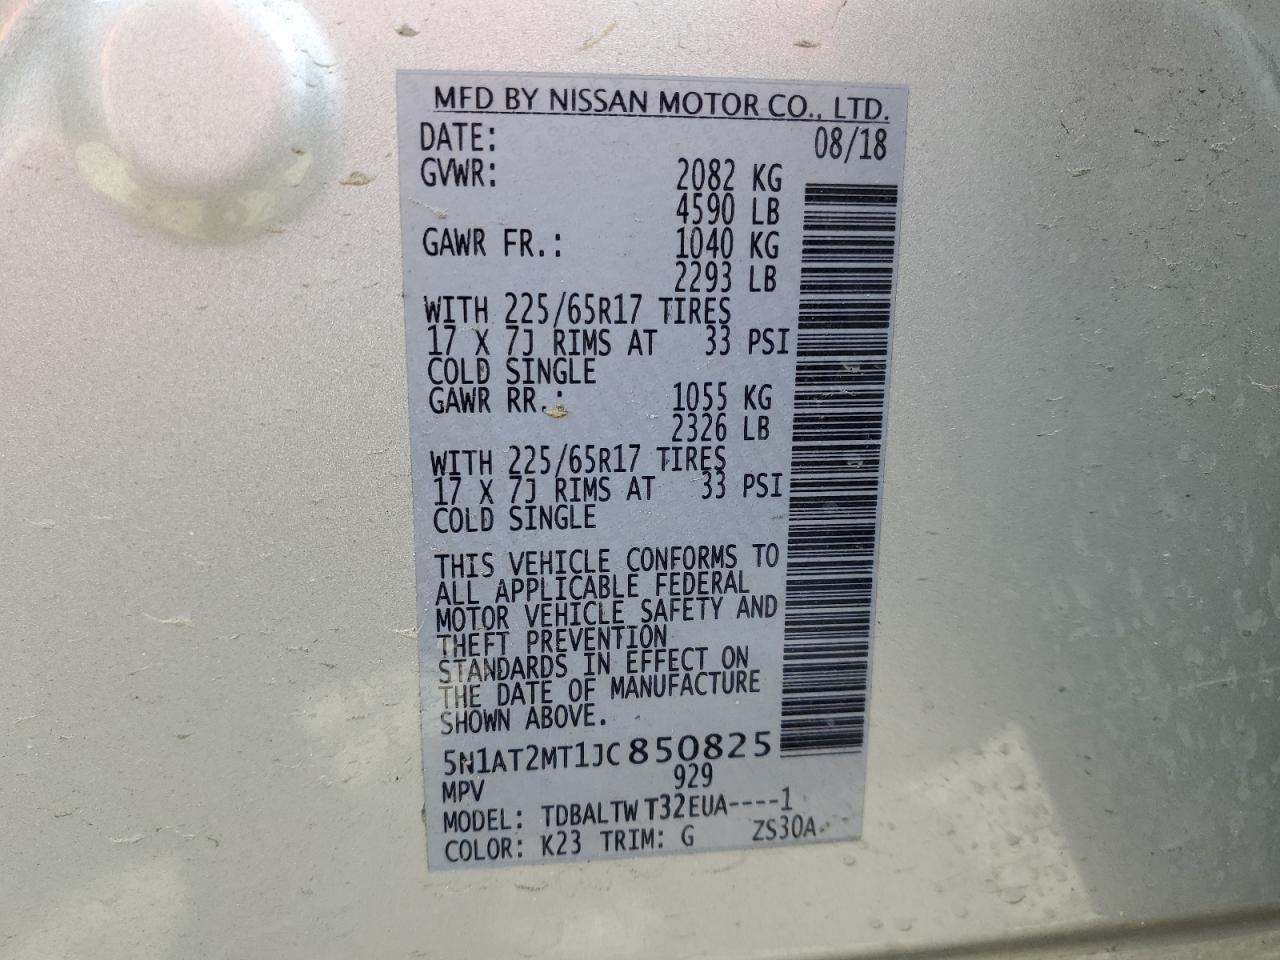 MFD BY NISSAN MOTOR CO., LTD.
DATE: 08/18
GVWR: 2082 KG
4590 LB
GAWR FR.: 1040 KG
2293 LB
WITH 225/65R17 TIRES
17 X 7J RIMS AT 33 PSI
COLD SINGLE
GAWR RR.: 1055 KG
2326 LB
WITH 225/65R17 TIRES
17 X 7J RIMS AT 33 PSI
COLD SINGLE
THIS VEHICLE CONFORMS TO
ALL APPLICABLE FEDERAL
MOTOR VEHICLE SAFETY AND
THEFT PREVENTION
STANDARDS IN EFFECT ON
THE DATE OF MANUFACTURE
SHOWN ABOVE.
5N1AT2MT1JC850825
MPV 929
MODEL: TDBALTW T32EUA----1
COLOR: K23 TRIM: G ZS30A